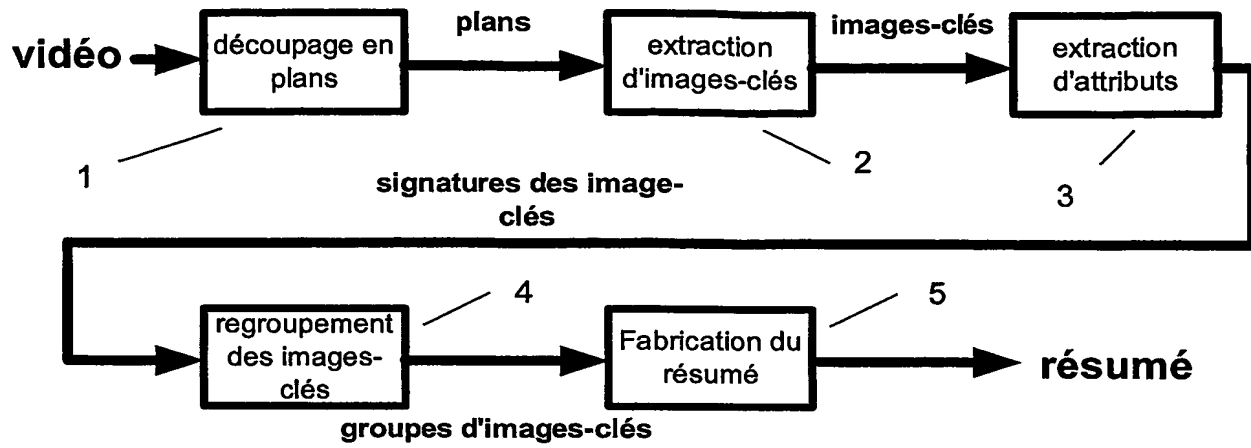 vidéo
découpage en
plans
plans
extraction
d'images-clés
images-clés
extraction
d'attributs
1
2
3
signatures des image-
clés
regroupement
des images-
clés
4
Fabrication du
résumé
5
résumé
groupes d'images-clés